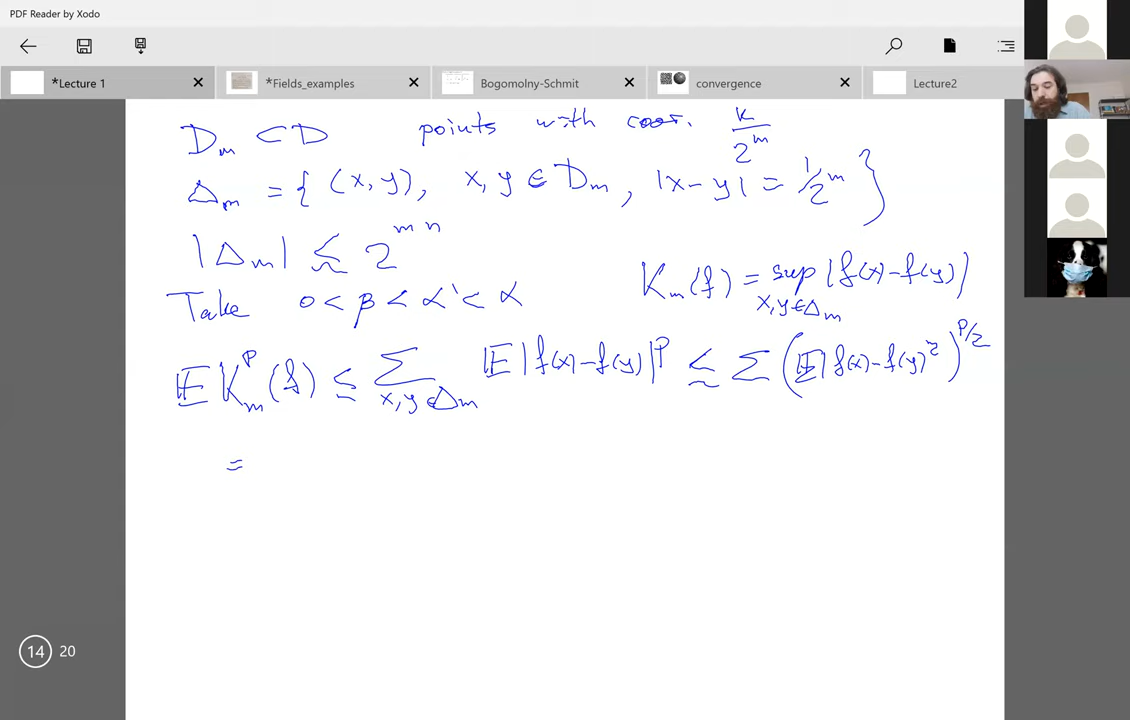 PDF Reader by Xodo
*Lecture 1
*Fields_examples
Bogomolny-Schmit
convergence
Lecture2
D_m ⊂ D points with coor. k/2^m
Δ_m = { (x, y), x, y ∈ D_m, |x-y| = 1/2^m }
|Δ_m| ≲ 2^{mn}
K_m(f) = sup_{x,y∈Δ_m} |f(x)-f(y)|
Take 0 < β < α' < α
E K_m^p (f) ≤ Σ_{x,y∈Δ_m} E|f(x)-f(y)|^p ≲ Σ (E|f(x)-f(y)^2)^{p/2}
=
14 20